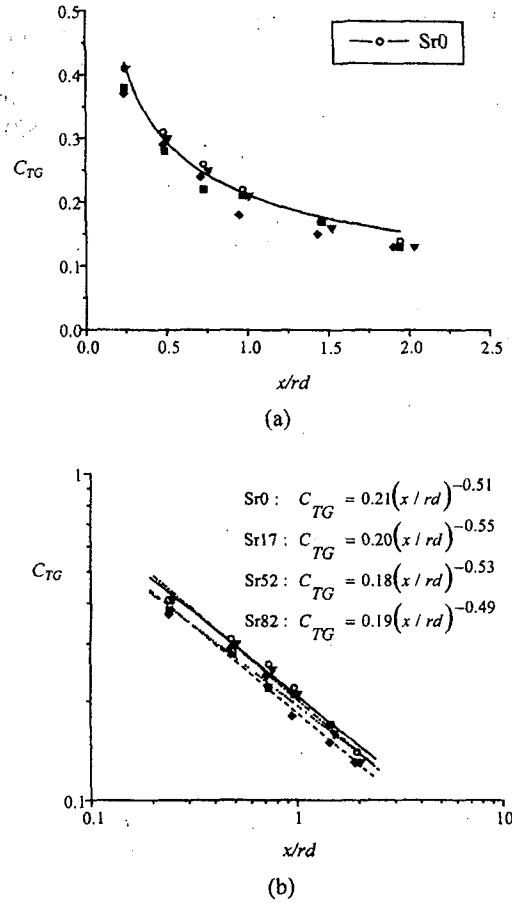 (a)
0.5
0.4
0.3
0.2
0.1
0.0
C_TG
Sr0
0.0 0.5 1.0 1.5 2.0 2.5
x/rd
(a)
1
C_TG
0.1
Sr0 : C_TG = 0.21(x / rd)^−0.51
Sr17 : C_TG = 0.20(x / rd)^−0.55
Sr52 : C_TG = 0.18(x / rd)^−0.53
Sr82 : C_TG = 0.19(x / rd)^−0.49
0.1 1 10
x/rd
(b)